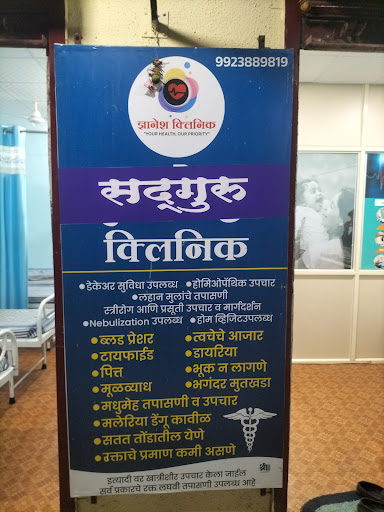 9923889819
ज्ञानेश क्लिनिक
"YOUR HEALTH, OUR PRIORITY"
सद्गुरु
क्लिनिक
•डेकेअर सुविधा उपलब्ध •होमिओपॅथिक उपचार
•लहान मुलांचे तपासणी
स्त्रीरोग आणि प्रसूती उपचार व मार्गदर्शन
•Nebulization उपलब्ध •होम व्हिजिटउपलब्ध
•ब्लड प्रेशर •त्वचेचे आजार
•टायफाईड •डायरिया
•पित्त •भूक न लागणे
•मूळव्याध •भगंदर मुतखडा
•मधुमेह तपासणी व उपचार
•मलेरिया डेंगू कावीळ
•सतत तोंडातील येणे
•रक्ताचे प्रमाण कमी असणे
इत्यादी वर खात्रीशीर उपचार केला जाईल
सर्व प्रकारचे रक्त लघवी तपासणी उपलब्ध आहे